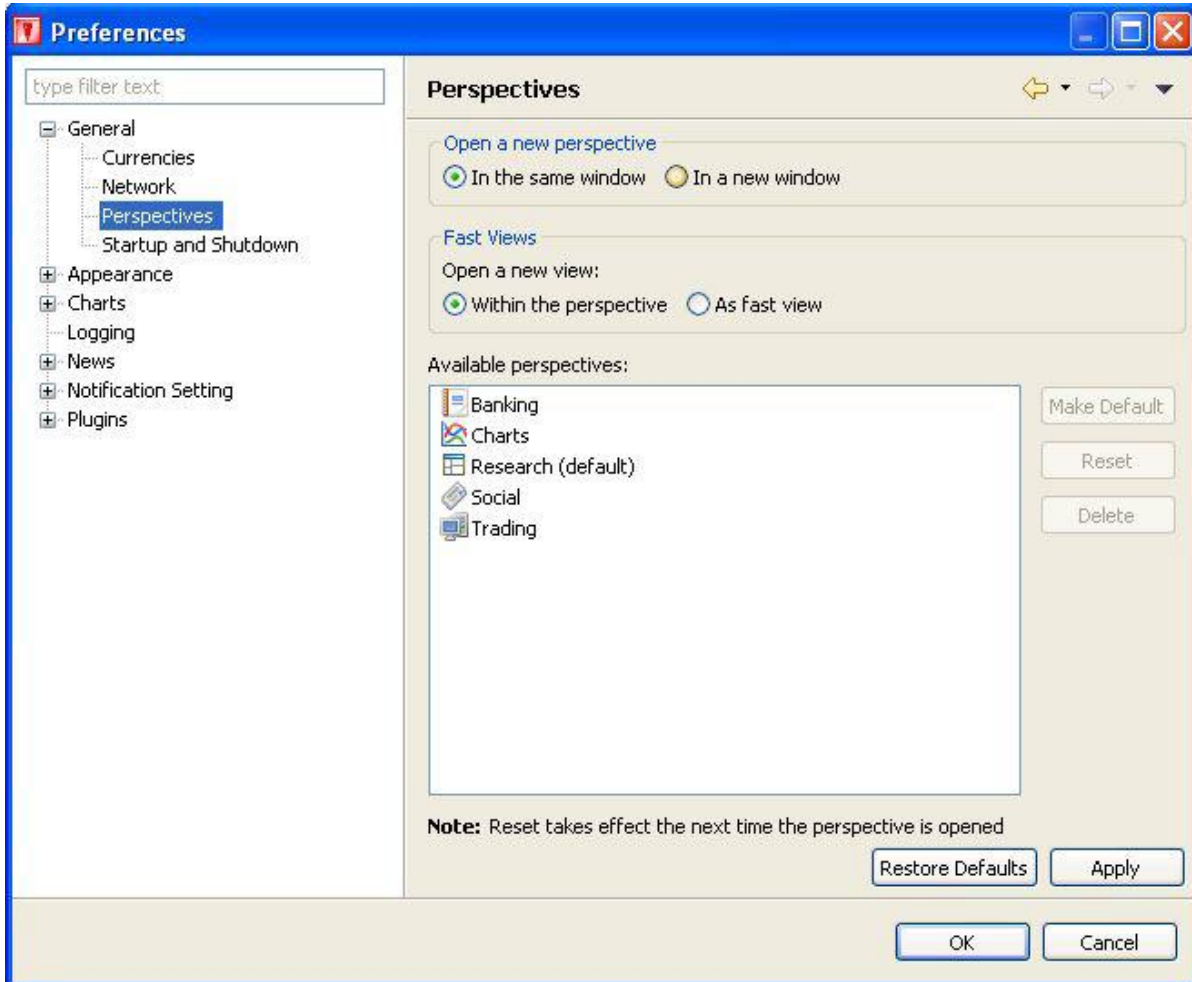 Preferences
type filter text
General
Currencies
Network
Perspectives
Startup and Shutdown
Appearance
Charts
Logging
News
Notification Setting
Plugins
Perspectives
Open a new perspective
In the same window In a new window
Fast Views
Open a new view:
Within the perspective As fast view
Available perspectives:
Banking
Charts
Research (default)
Social
Trading
Make Default
Reset
Delete
Note: Reset takes effect the next time the perspective is opened
Restore Defaults Apply
OK Cancel